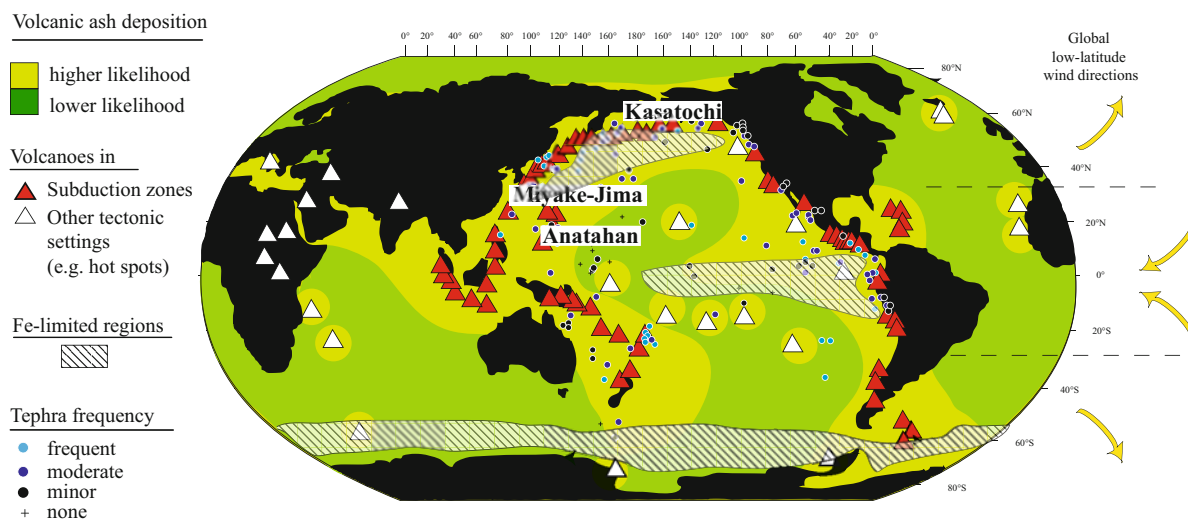 Volcanic ash deposition
higher likelihood
lower likelihood
Volcanoes in
Subduction zones
Other tectonic
settings
(e.g. hot spots)
Fe-limited regions
Tephra frequency
frequent
moderate
minor
+ none
0° 20° 40° 60° 80° 100° 120° 140° 160° 180° 160° 140° 120° 100° 80° 60° 40° 20° 0°
80°N
60°N
40°N
20°N
0°
20°S
40°S
60°S
80°S
Kasatochi
Miyake-Jima
Anatahan
Global
low-latitude
wind directions